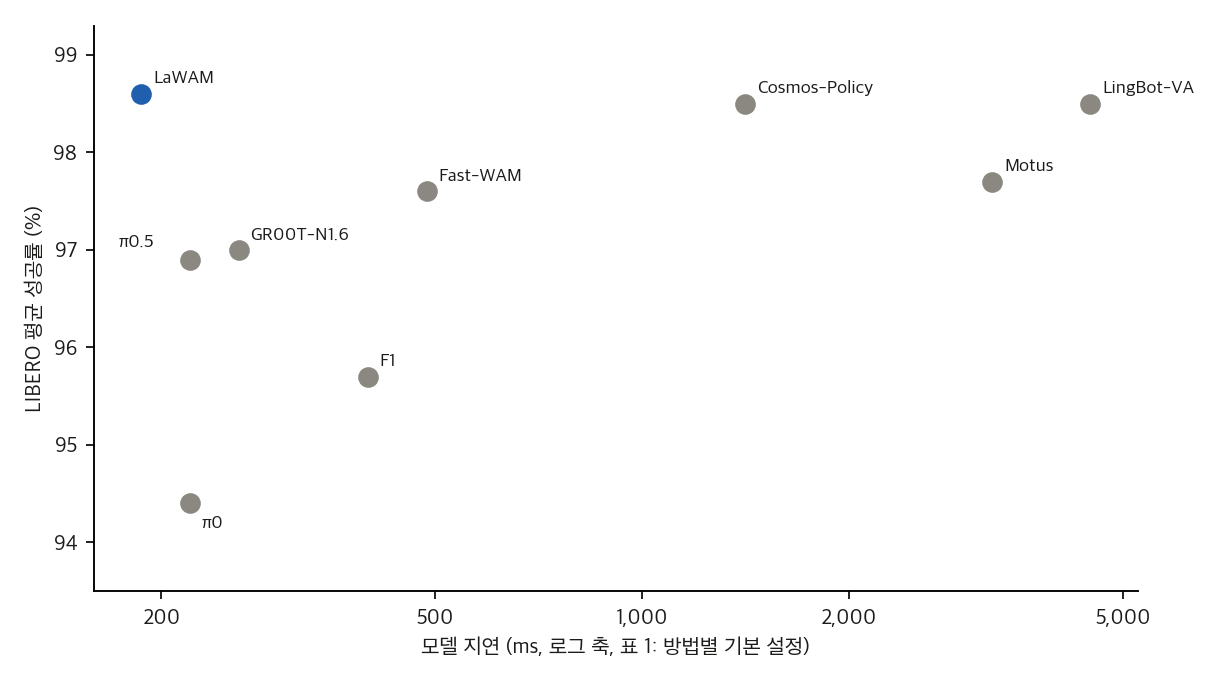 99
LaWAM
Cosmos-Policy
LingBot-VA
98
Motus
Fast-WAM
π0.5
GR00T-N1.6
97
96
F1
95
π0
94
LIBERO 평균 성공률 (%)
200
500
1,000
2,000
5,000
모델 지연 (ms, 로그 축, 표 1: 방법별 기본 설정)